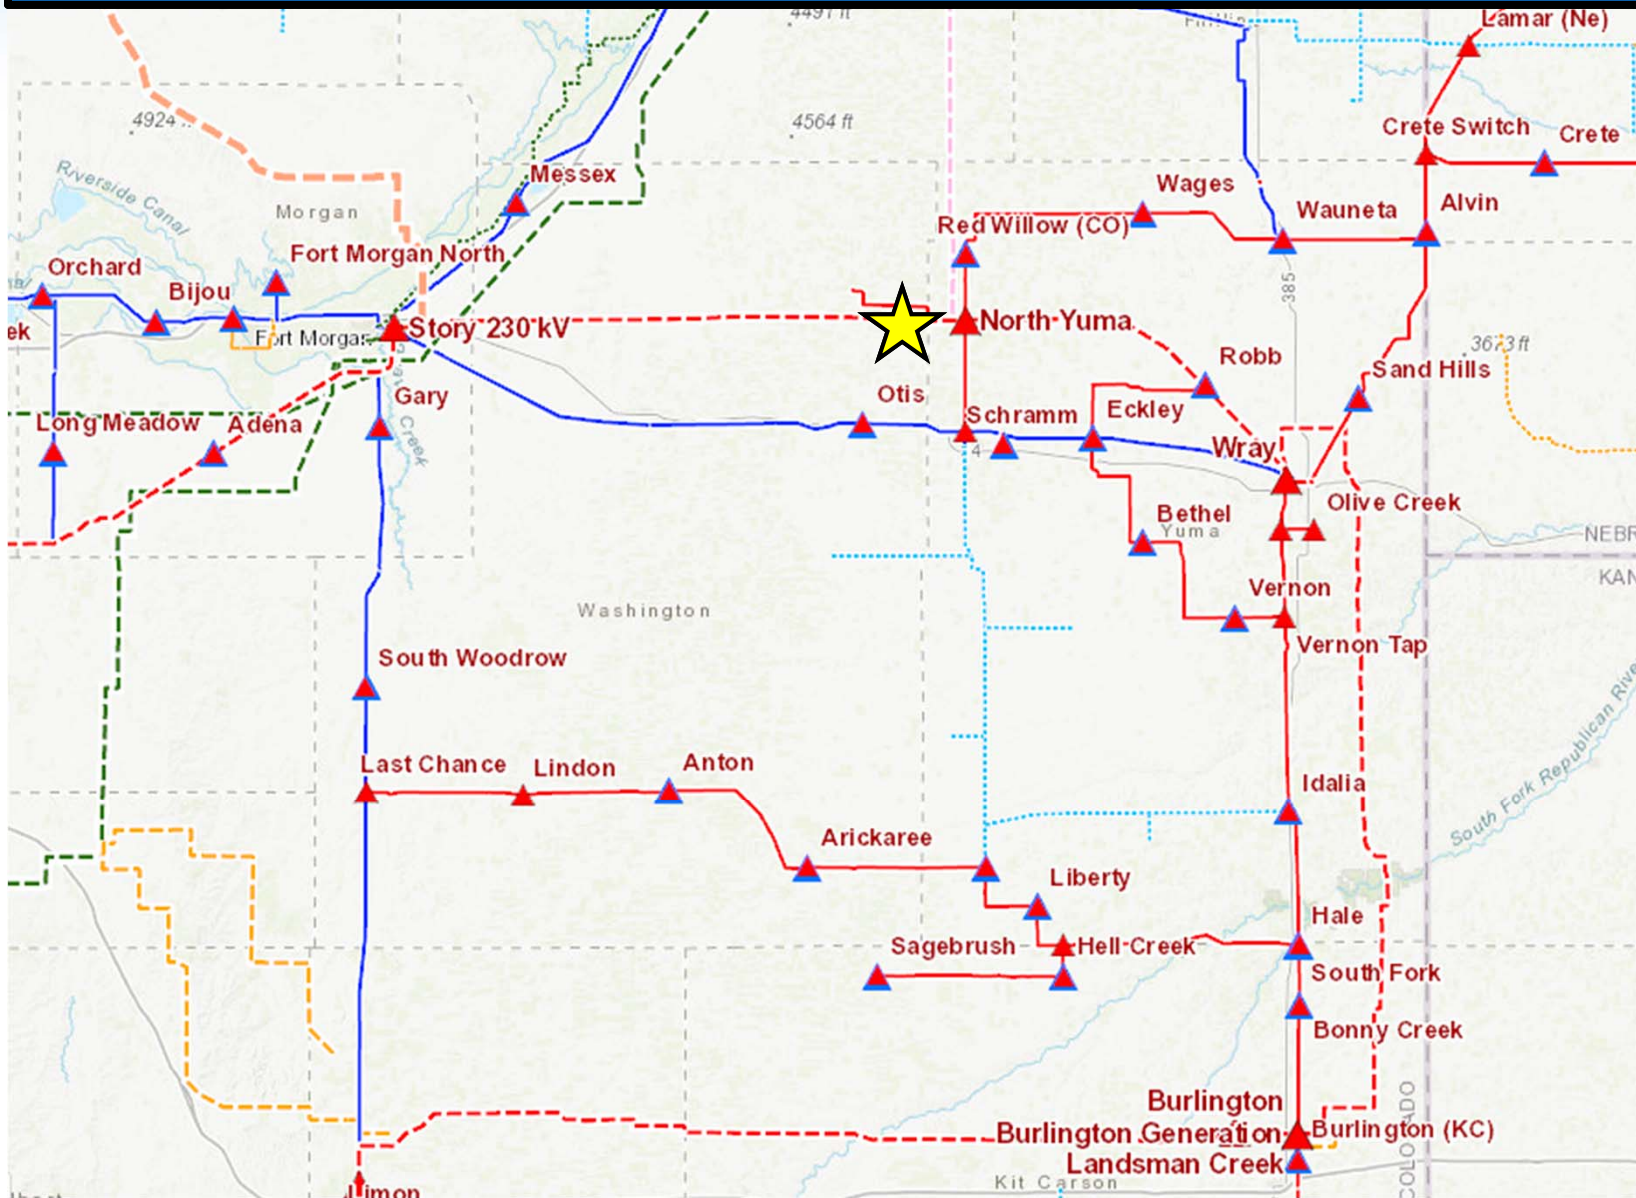 4491 ft
Lamar (Ne)
4924
4564 ft
Crete Switch
Crete
Riverside Canal
Messex
Wages
Morgan
Wauneta
Alvin
Red Willow (CO)
Fort Morgan North
Orchard
Bijou
385
ek
Fort Morgan
Story 230 kV
North Yuma
3673 ft
Robb
Sand Hills
Gary
Otis
Eckley
Schramm
Long Meadow
Adena
Creek
4
Wray
Olive Creek
Bethel
Yuma
NEBR
KAN
Vernon
Washington
Vernon Tap
South Woodrow
South Fork Republican Rive
Last Chance
Lindon
Anton
Idalia
Arickaree
Liberty
Hale
Sagebrush
Hell Creek
South Fork
Bonny Creek
Burlington
Burlington Generation
Burlington (KC)
Landsman Creek
COLORADO
Kit Carson
Limon